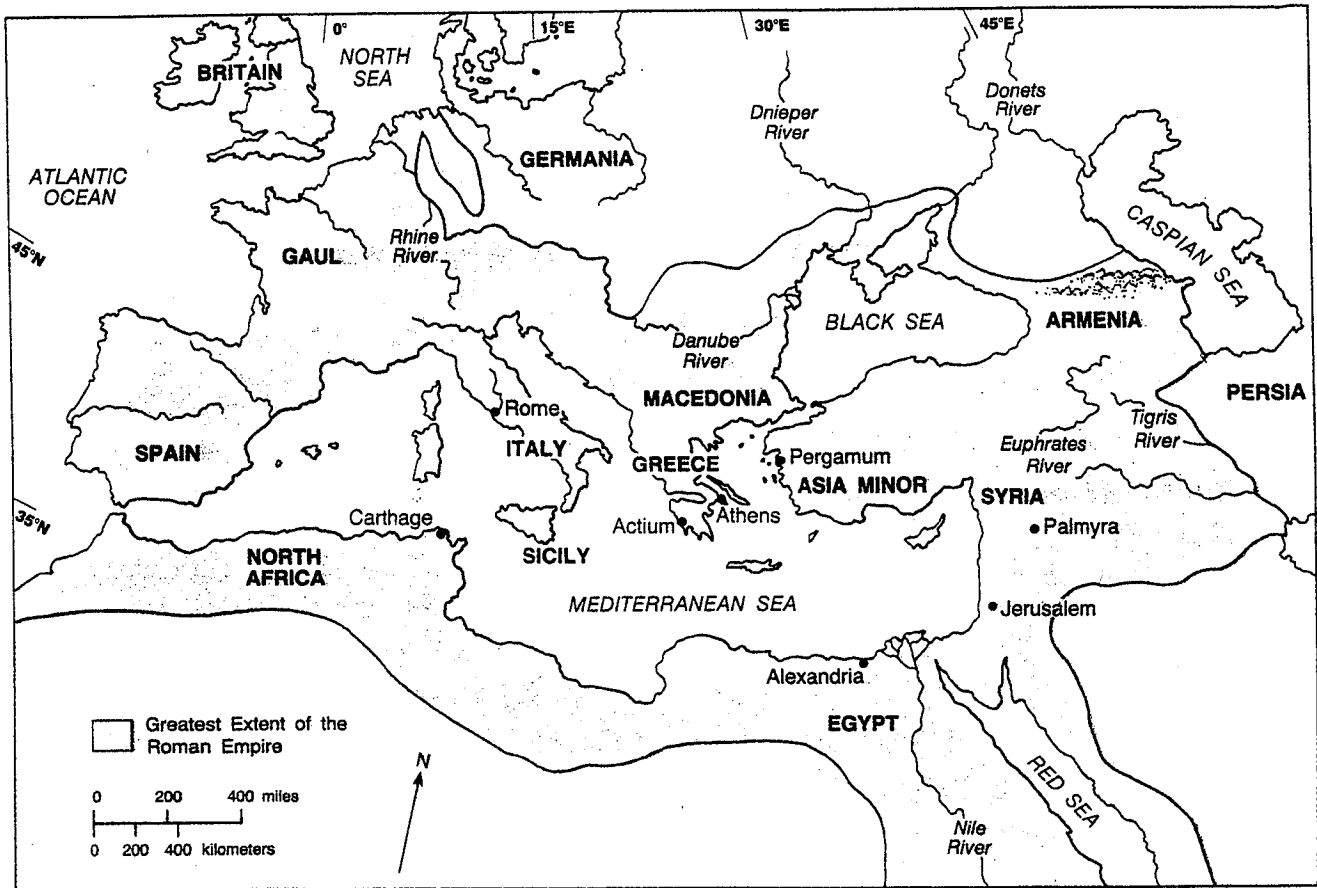 0°
15°E
30°E
45°E
NORTH
SEA
BRITAIN
Donets
River
Dnieper
River
GERMANIA
ATLANTIC
OCEAN
CASPIAN SEA
45°N
Rhine
River
GAUL
BLACK SEA
ARMENIA
Danube
River
MACEDONIA
PERSIA
Rome
Tigris
River
ITALY
SPAIN
Euphrates
River
GREECE
Pergamum
ASIA MINOR
SYRIA
35°N
Carthage
Actium
Athens
Palmyra
SICILY
NORTH
AFRICA
MEDITERRANEAN SEA
Jerusalem
Alexandria
EGYPT
RED SEA
Nile
River
Greatest Extent of the
Roman Empire
N
0 200 400 miles
0 200 400 kilometers